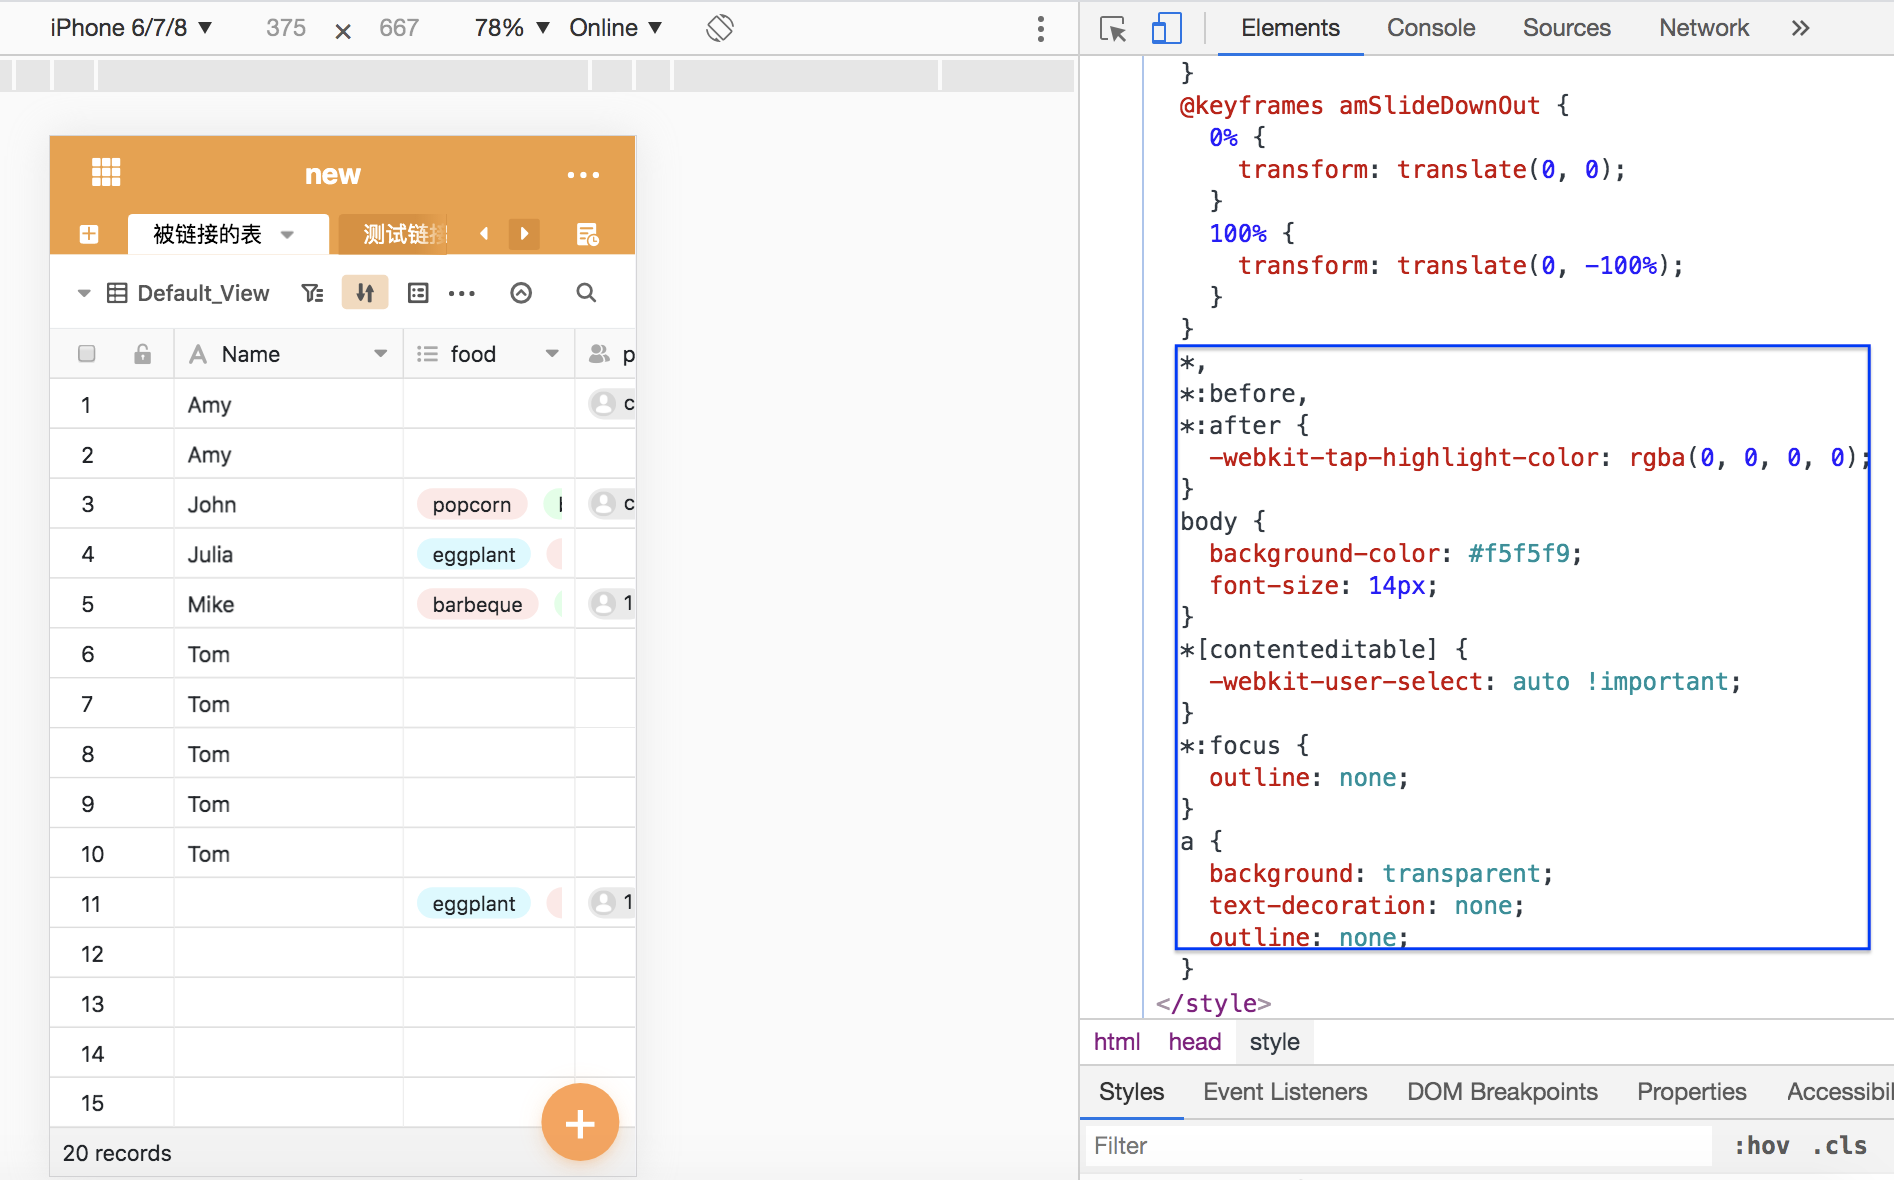 iPhone 6/7/8 ▼ 375 × 667 78% ▼ Online ▼
new
被链接的表 测试链接
Default_View
Name food p
1 Amy c
2 Amy
3 John popcorn c
4 Julia eggplant
5 Mike barbeque 1
6 Tom
7 Tom
8 Tom
9 Tom
10 Tom
11 eggplant 1
12
13
14
15
20 records
Elements Console Sources Network »
}
@keyframes amSlideDownOut {
0% {
transform: translate(0, 0);
}
100% {
transform: translate(0, -100%);
}
}
*,
*:before,
*:after {
-webkit-tap-highlight-color: rgba(0, 0, 0, 0);
}
body {
background-color: #f5f5f9;
font-size: 14px;
}
*[contenteditable] {
-webkit-user-select: auto !important;
}
*:focus {
outline: none;
}
a {
background: transparent;
text-decoration: none;
outline: none;
}
</style>
html head style
Styles Event Listeners DOM Breakpoints Properties Accessibil
Filter :hov .cls